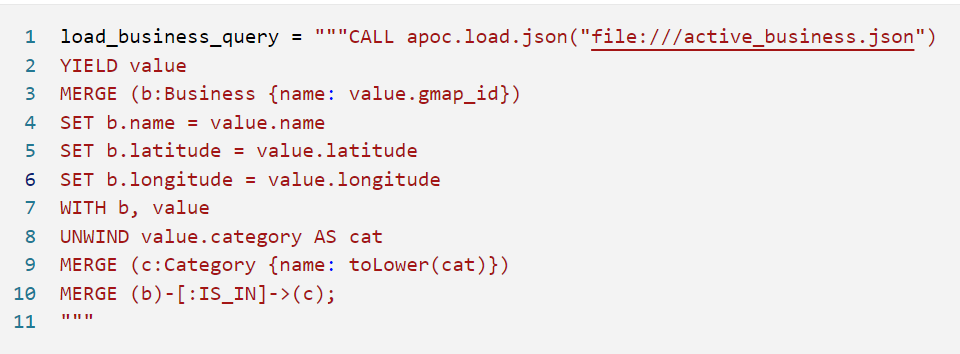 1 load_business_query = """CALL apoc.load.json("file:///active_business.json")
2 YIELD value
3 MERGE (b:Business {name: value.gmap_id})
4 SET b.name = value.name
5 SET b.latitude = value.latitude
6 SET b.longitude = value.longitude
7 WITH b, value
8 UNWIND value.category AS cat
9 MERGE (c:Category {name: toLower(cat)})
10 MERGE (b)-[:IS_IN]->(c);
11 """